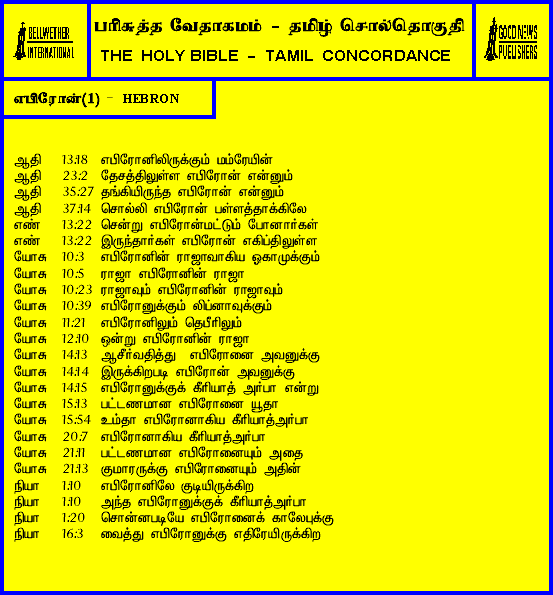 BELLWETHER
INTERNATIONAL
பரிசுத்த வேதாகமம் - தமிழ் சொல்தொகுதி
THE HOLY BIBLE - TAMIL CONCORDANCE
GOOD NEWS
PUBLISHERS
எபிரோன்(1) - HEBRON
ஆதி 13:18 எபிரோனிலிருக்கும் மம்ரேயின்
ஆதி 23:2 தேசத்திலுள்ள எபிரோன் என்னும்
ஆதி 35:27 தங்கியிருந்த எபிரோன் என்னும்
ஆதி 37:14 சொல்லி எபிரோன் பள்ளத்தாக்கிலே
எண் 13:22 சென்று எபிரோன்மட்டும் போனார்கள்
எண் 13:22 இருந்தார்கள் எபிரோன் எகிப்திலுள்ள
யோசு 10:3 எபிரோனின் ராஜாவாகிய ஒகாமுக்கும்
யோசு 10:5 ராஜா எபிரோனின் ராஜா
யோசு 10:23 ராஜாவும் எபிரோனின் ராஜாவும்
யோசு 10:39 எபிரோனுக்கும் லிப்னாவுக்கும்
யோசு 11:21 எபிரோனிலும் தெபீரிலும்
யோசு 12:10 ஒன்று எபிரோனின் ராஜா
யோசு 14:13 ஆசீர்வதித்து எபிரோனை அவனுக்கு
யோசு 14:14 இருக்கிறபடி எபிரோன் அவனுக்கு
யோசு 14:15 எபிரோனுக்குக் கீரியாத் அர்பா என்று
யோசு 15:13 பட்டணமான எபிரோனை யூதா
யோசு 15:54 உம்தா எபிரோனாகிய கீரியாத்அர்பா
யோசு 20:7 எபிரோனாகிய கீரியாத்அர்பா
யோசு 21:11 பட்டணமான எபிரோனையும் அதை
யோசு 21:13 குமாரருக்கு எபிரோனையும் அதின்
நியா 1:10 எபிரோனிலே குடியிருக்கிற
நியா 1:10 அந்த எபிரோனுக்குக் கீரியாத்அர்பா
நியா 1:20 சொன்னபடியே எபிரோனைக் காலேபுக்கு
நியா 16:3 வைத்து எபிரோனுக்கு எதிரேயிருக்கிற